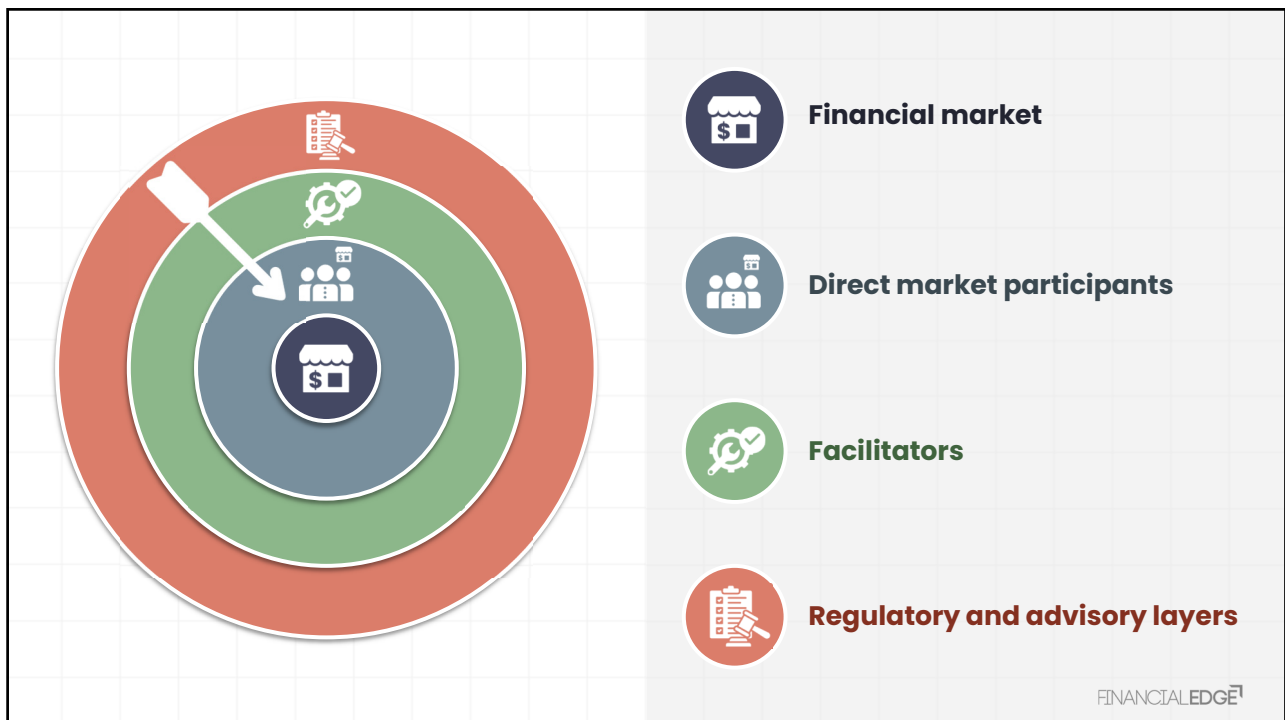 Financial market
Direct market participants
Facilitators
Regulatory and advisory layers
FINANCIALEDGE